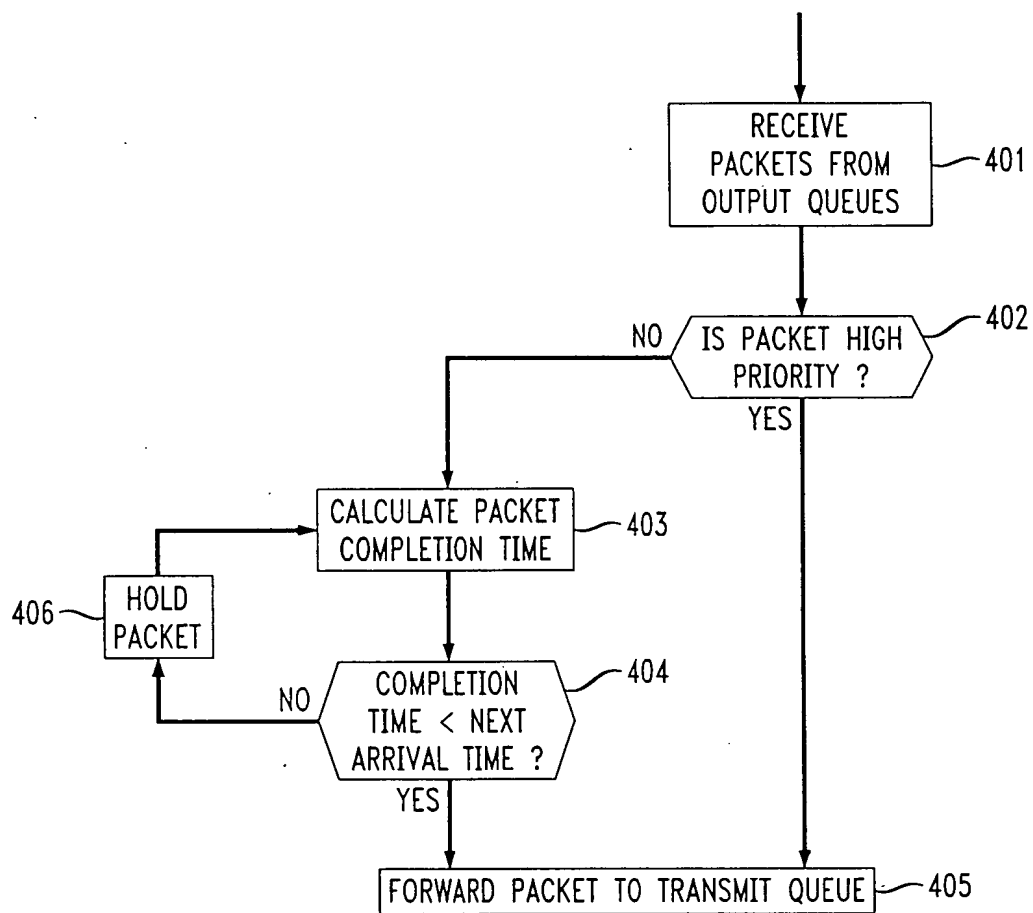 RECEIVE
PACKETS FROM
OUTPUT QUEUES
401
IS PACKET HIGH
PRIORITY ?
402
NO
YES
CALCULATE PACKET
COMPLETION TIME
403
HOLD
PACKET
406
COMPLETION
TIME < NEXT
ARRIVAL TIME ?
404
NO
YES
FORWARD PACKET TO TRANSMIT QUEUE
405